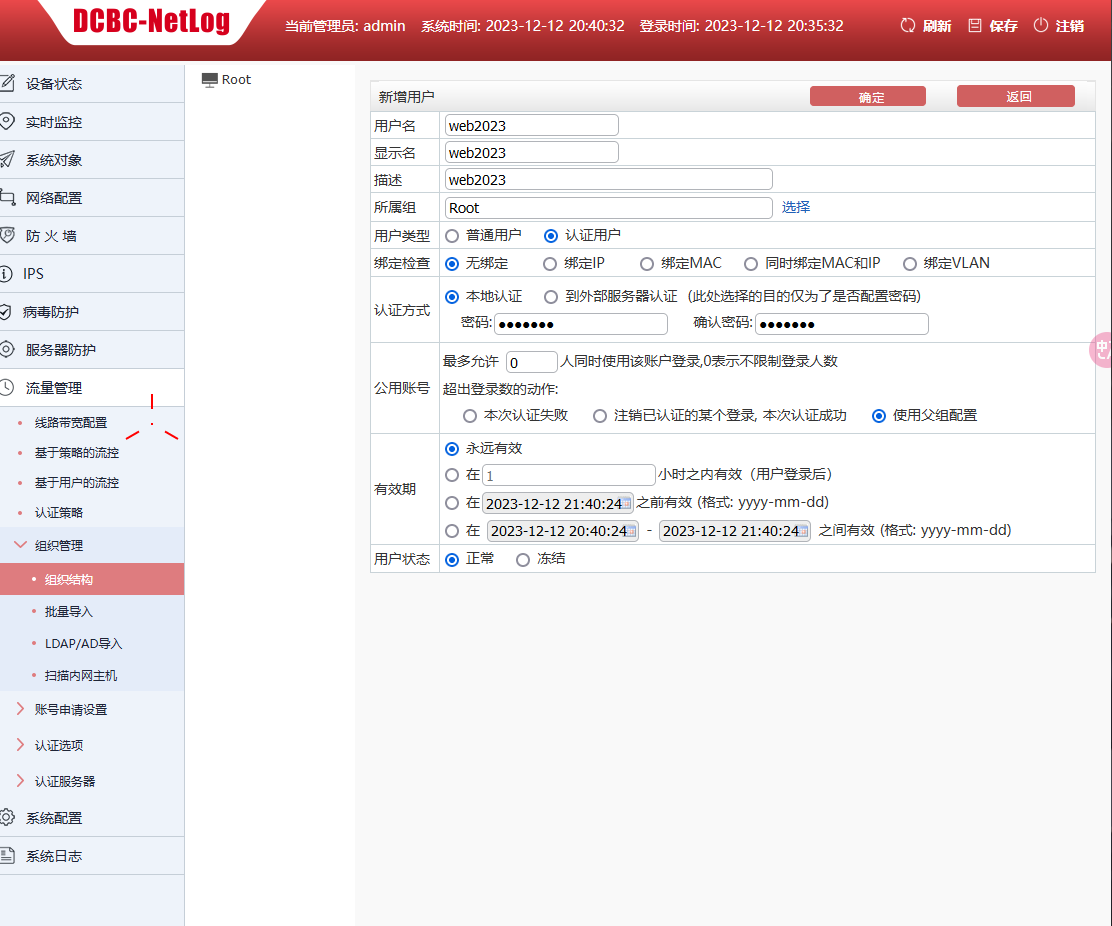 DCBC-NetLog
当前管理员: admin 系统时间: 2023-12-12 20:40:32 登录时间: 2023-12-12 20:35:32 刷新 保存 注销
设备状态
实时监控
系统对象
网络配置
防 火 墙
IPS
病毒防护
服务器防护
流量管理
线路带宽配置
基于策略的流控
基于用户的流控
认证策略
组织管理
组织结构
批量导入
LDAP/AD导入
扫描内网主机
账号申请设置
认证选项
认证服务器
系统配置
系统日志
Root
新增用户 确定 返回
用户名 web2023
显示名 web2023
描述 web2023
所属组 Root 选择
用户类型 普通用户 认证用户
绑定检查 无绑定 绑定IP 绑定MAC 同时绑定MAC和IP 绑定VLAN
认证方式 本地认证 到外部服务器认证 (此处选择的目的仅为了是否配置密码)
密码: ●●●●●●● 确认密码: ●●●●●●●
公用账号 最多允许 0 人同时使用该账户登录,0表示不限制登录人数
超出登录数的动作:
本次认证失败 注销已认证的某个登录, 本次认证成功 使用父组配置
有效期 永远有效
在 1 小时之内有效（用户登录后）
在 2023-12-12 21:40:24 之前有效 (格式: yyyy-mm-dd)
在 2023-12-12 20:40:24 - 2023-12-12 21:40:24 之间有效 (格式: yyyy-mm-dd)
用户状态 正常 冻结